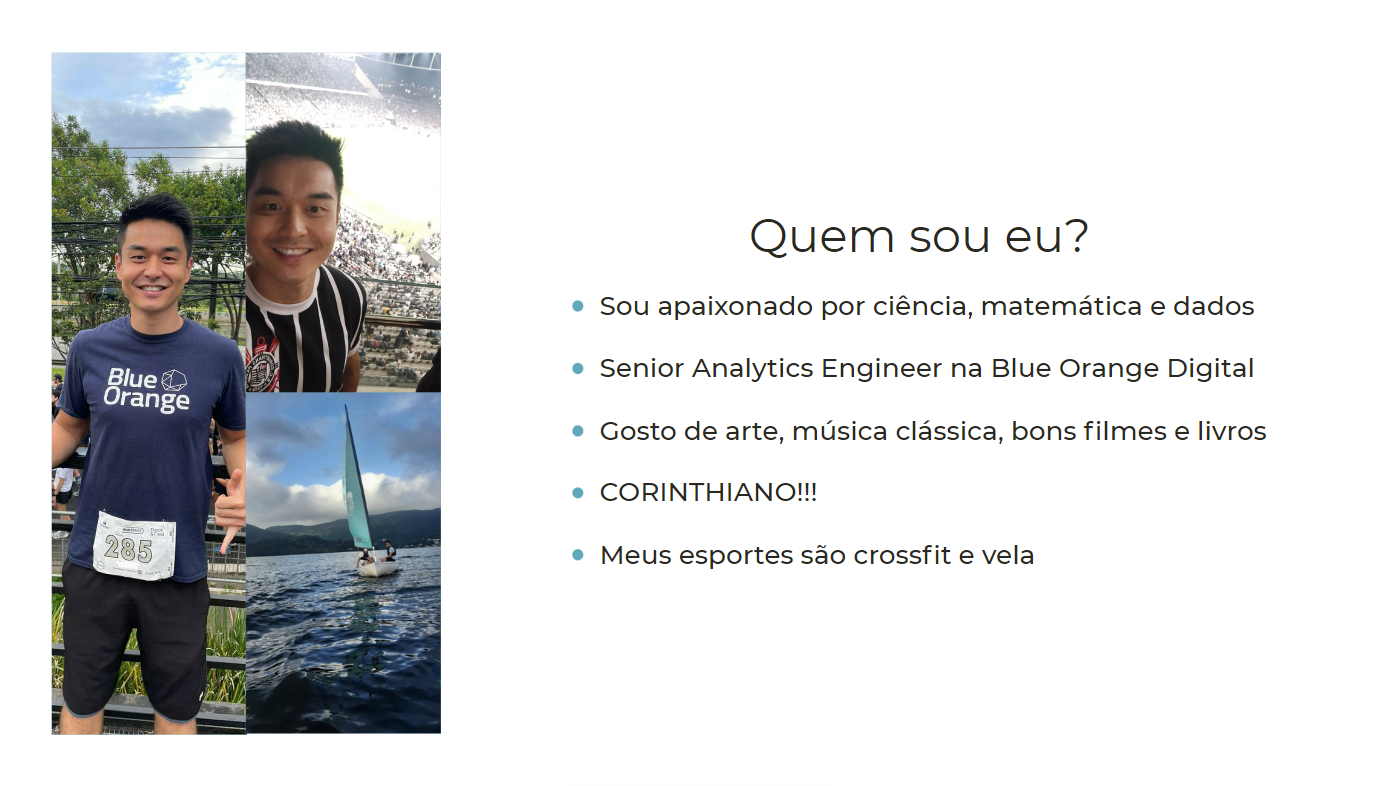 Quem sou eu?
Sou apaixonado por ciência, matemática e dados
Senior Analytics Engineer na Blue Orange Digital
Gosto de arte, música clássica, bons filmes e livros
CORINTHIANO!!!
Meus esportes são crossfit e vela
Blue
Orange
285